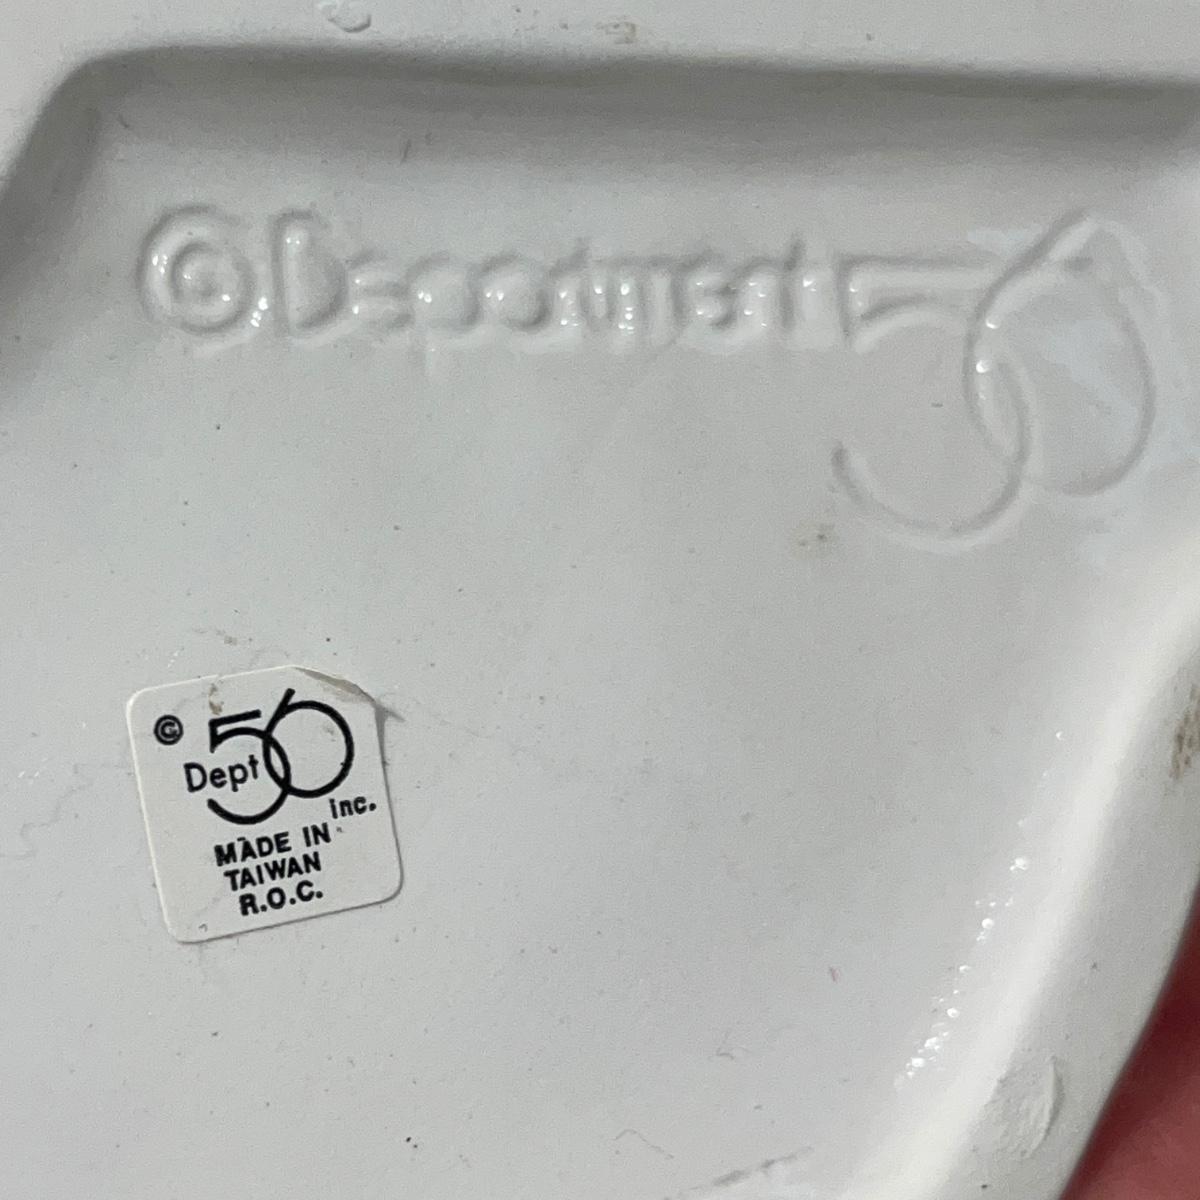 ©Department 56
© Dept 56 inc.
MADE IN
TAIWAN
R.O.C.